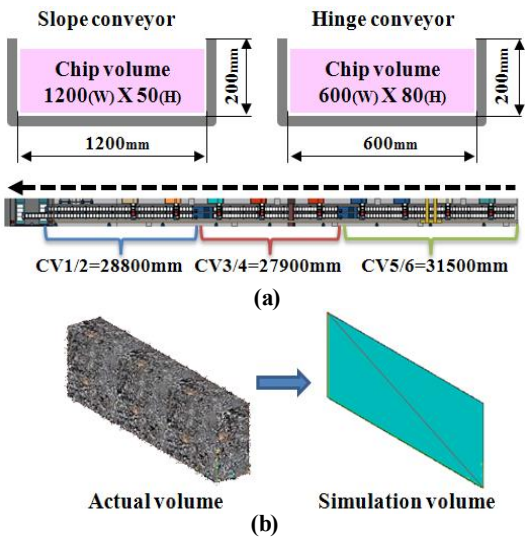 Slope conveyor
Hinge conveyor
Chip volume
1200(W) X 50(H)
200mm
Chip volume
600(W) X 80(H)
200mm
1200mm
600mm
CV1/2=28800mm
CV3/4=27900mm
CV5/6=31500mm
(a)
Actual volume
Simulation volume
(b)